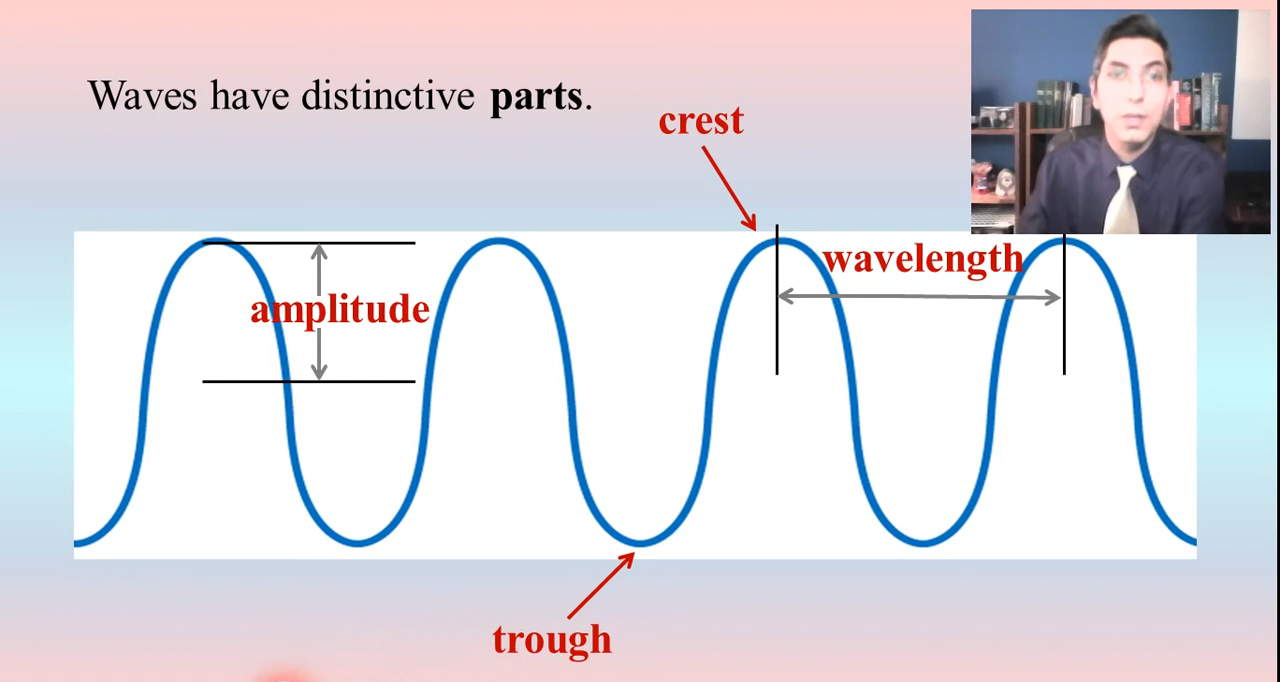 Waves have distinctive parts.
crest
wavelength
amplitude
trough